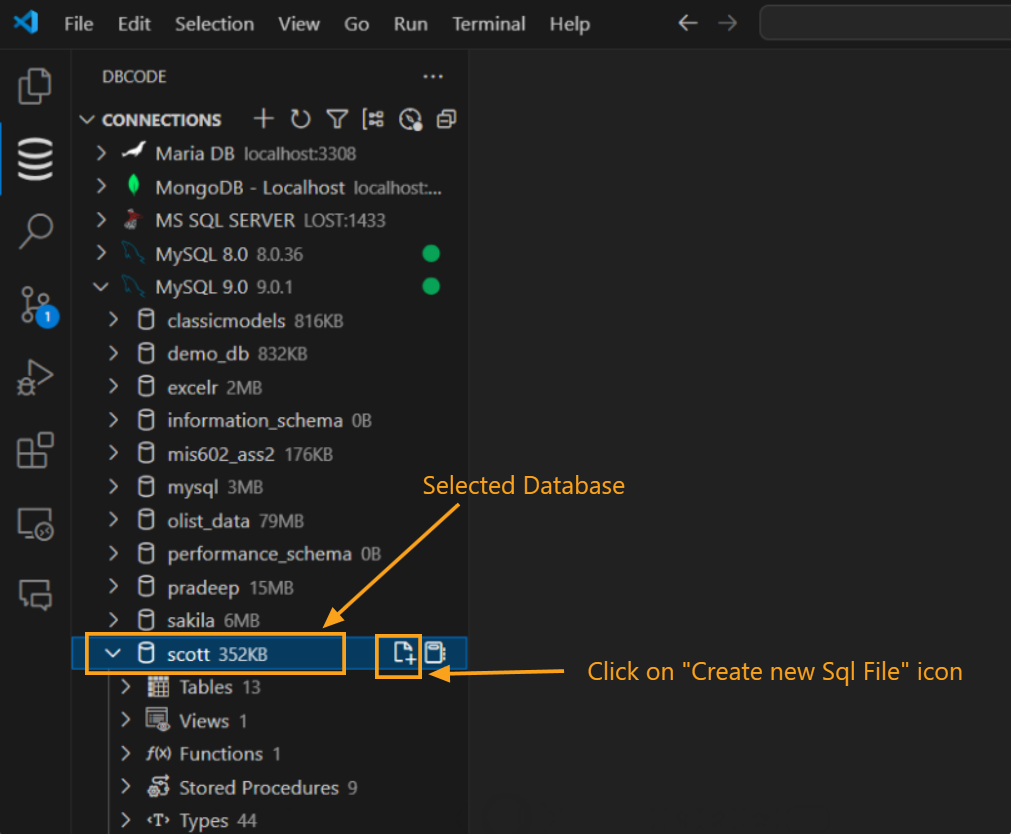 File Edit Selection View Go Run Terminal Help
DBCODE
CONNECTIONS
Maria DB localhost:3308
MongoDB - Localhost localhost:...
MS SQL SERVER LOST:1433
MySQL 8.0 8.0.36
MySQL 9.0 9.0.1
1
classicmodels 816KB
demo_db 832KB
excelr 2MB
information_schema 0B
mis602_ass2 176KB
Selected Database
mysql 3MB
olist_data 79MB
performance_schema 0B
pradeep 15MB
sakila 6MB
scott 352KB
Click on "Create new Sql File" icon
Tables 13
Views 1
f(x) Functions 1
Stored Procedures 9
<T> Types 44